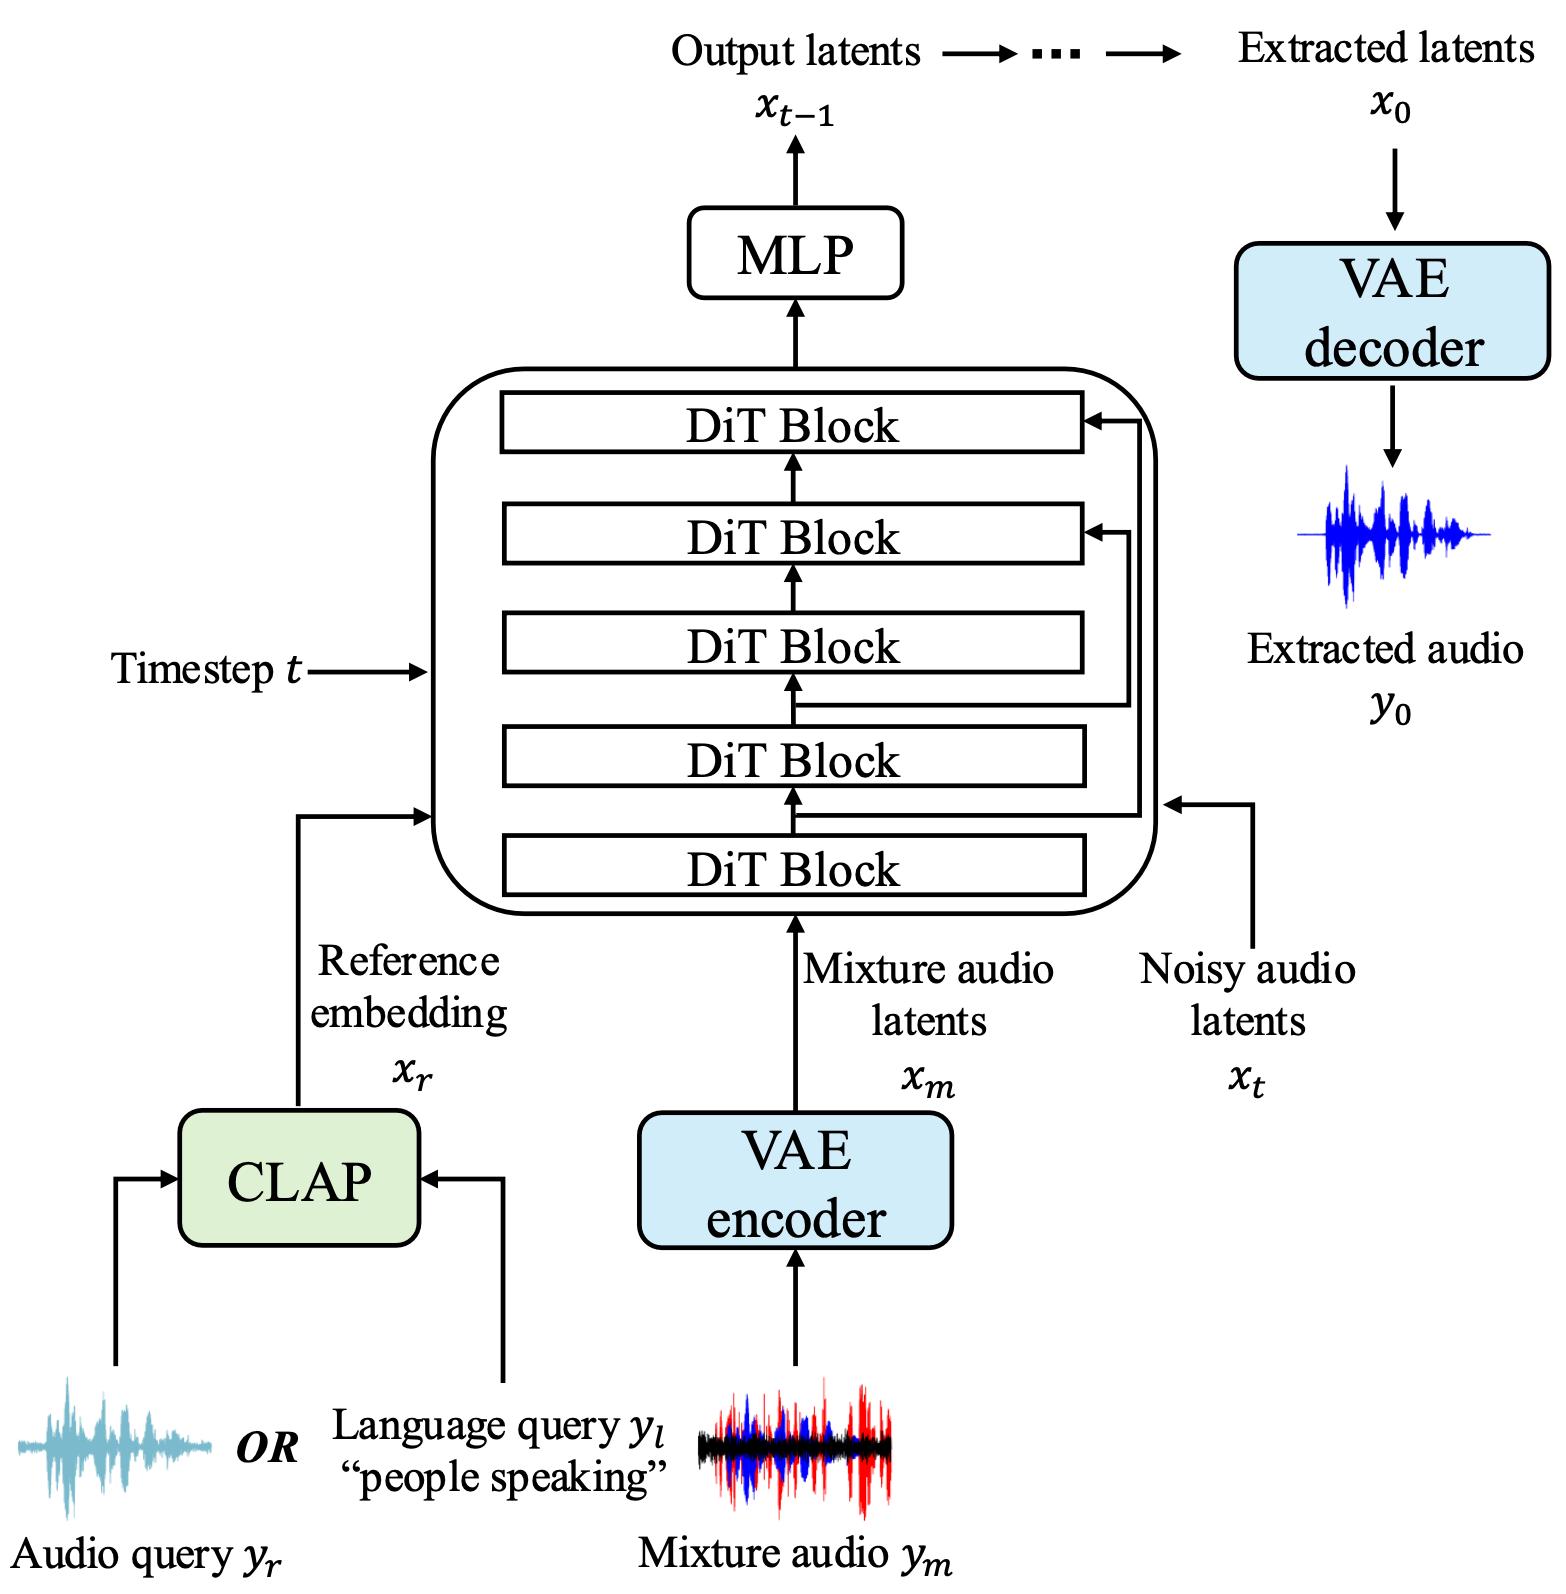 Output latents
x_{t−1}
Extracted latents
x_0
MLP
VAE
decoder
DiT Block
DiT Block
DiT Block
DiT Block
DiT Block
Extracted audio
y_0
Timestep t
Reference
embedding
x_r
Mixture audio
latents
x_m
Noisy audio
latents
x_t
CLAP
VAE
encoder
OR
Language query y_l
“people speaking”
Audio query y_r
Mixture audio y_m